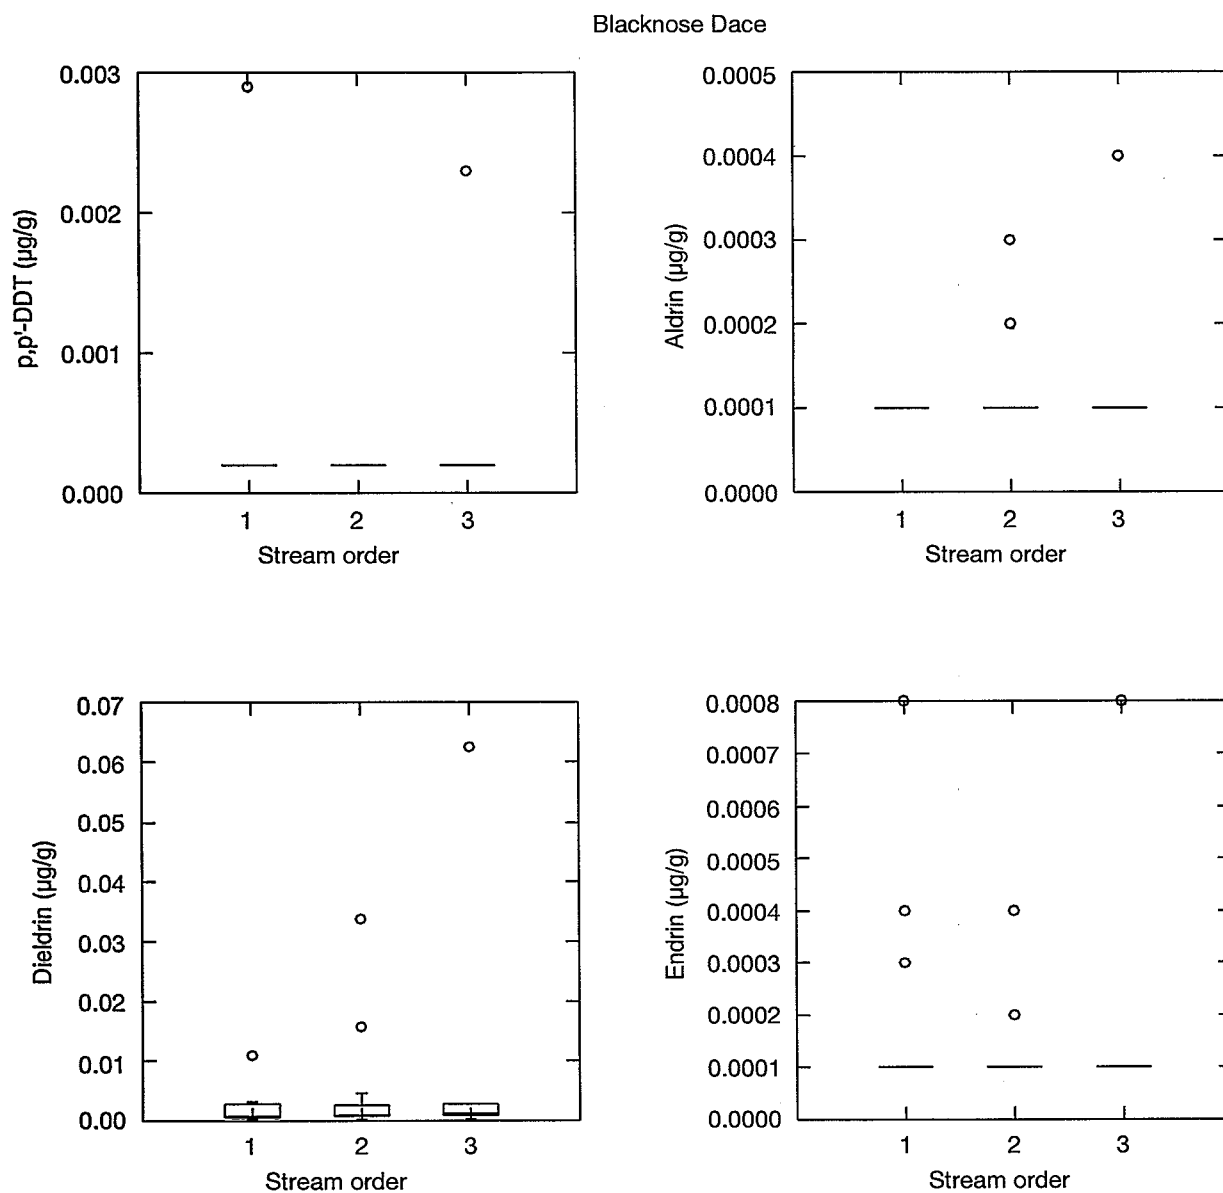 Blacknose Dace
p,p'-DDT (µg/g)
0.003
0.002
0.001
0.000
1 2 3
Stream order
Aldrin (µg/g)
0.0005
0.0004
0.0003
0.0002
0.0001
0.0000
1 2 3
Stream order
Dieldrin (µg/g)
0.07
0.06
0.05
0.04
0.03
0.02
0.01
0.00
1 2 3
Stream order
Endrin (µg/g)
0.0008
0.0007
0.0006
0.0005
0.0004
0.0003
0.0002
0.0001
0.0000
1 2 3
Stream order